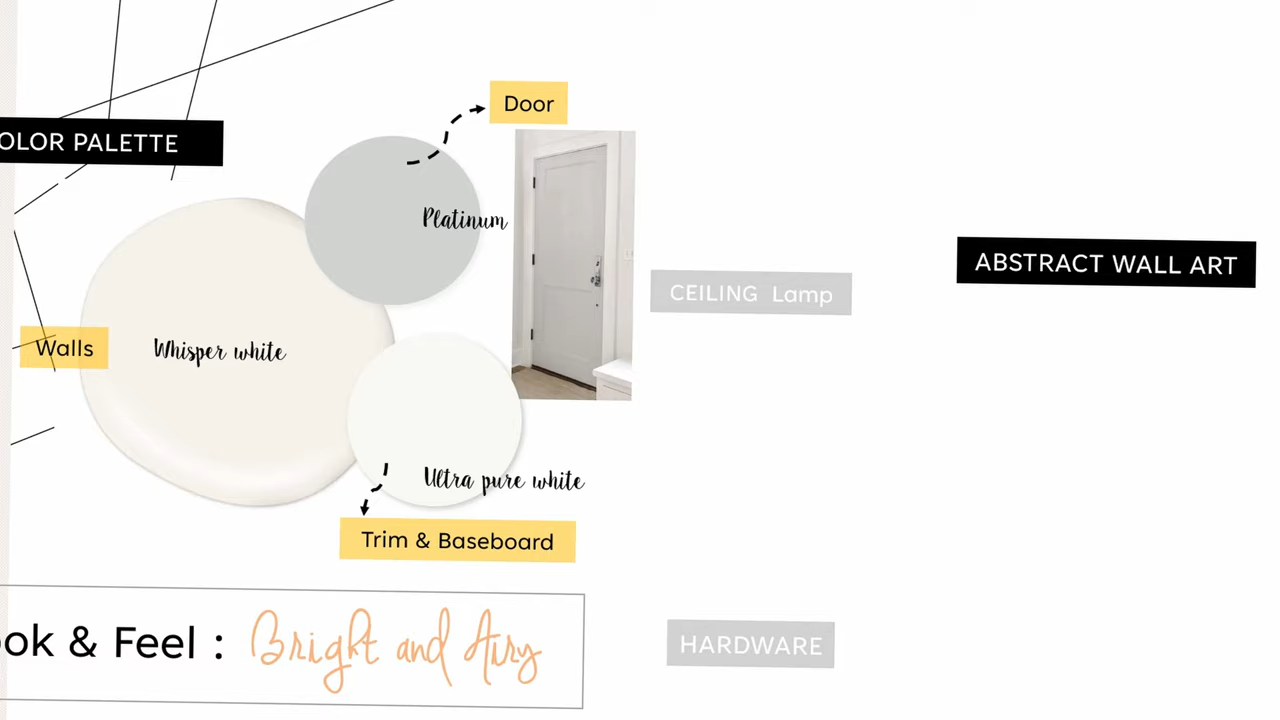 Door
OLOR PALETTE
Platinum
ABSTRACT WALL ART
CEILING Lamp
Walls
Whisper white
Ultra pure white
Trim & Baseboard
ook & Feel : Bright and Airy
HARDWARE